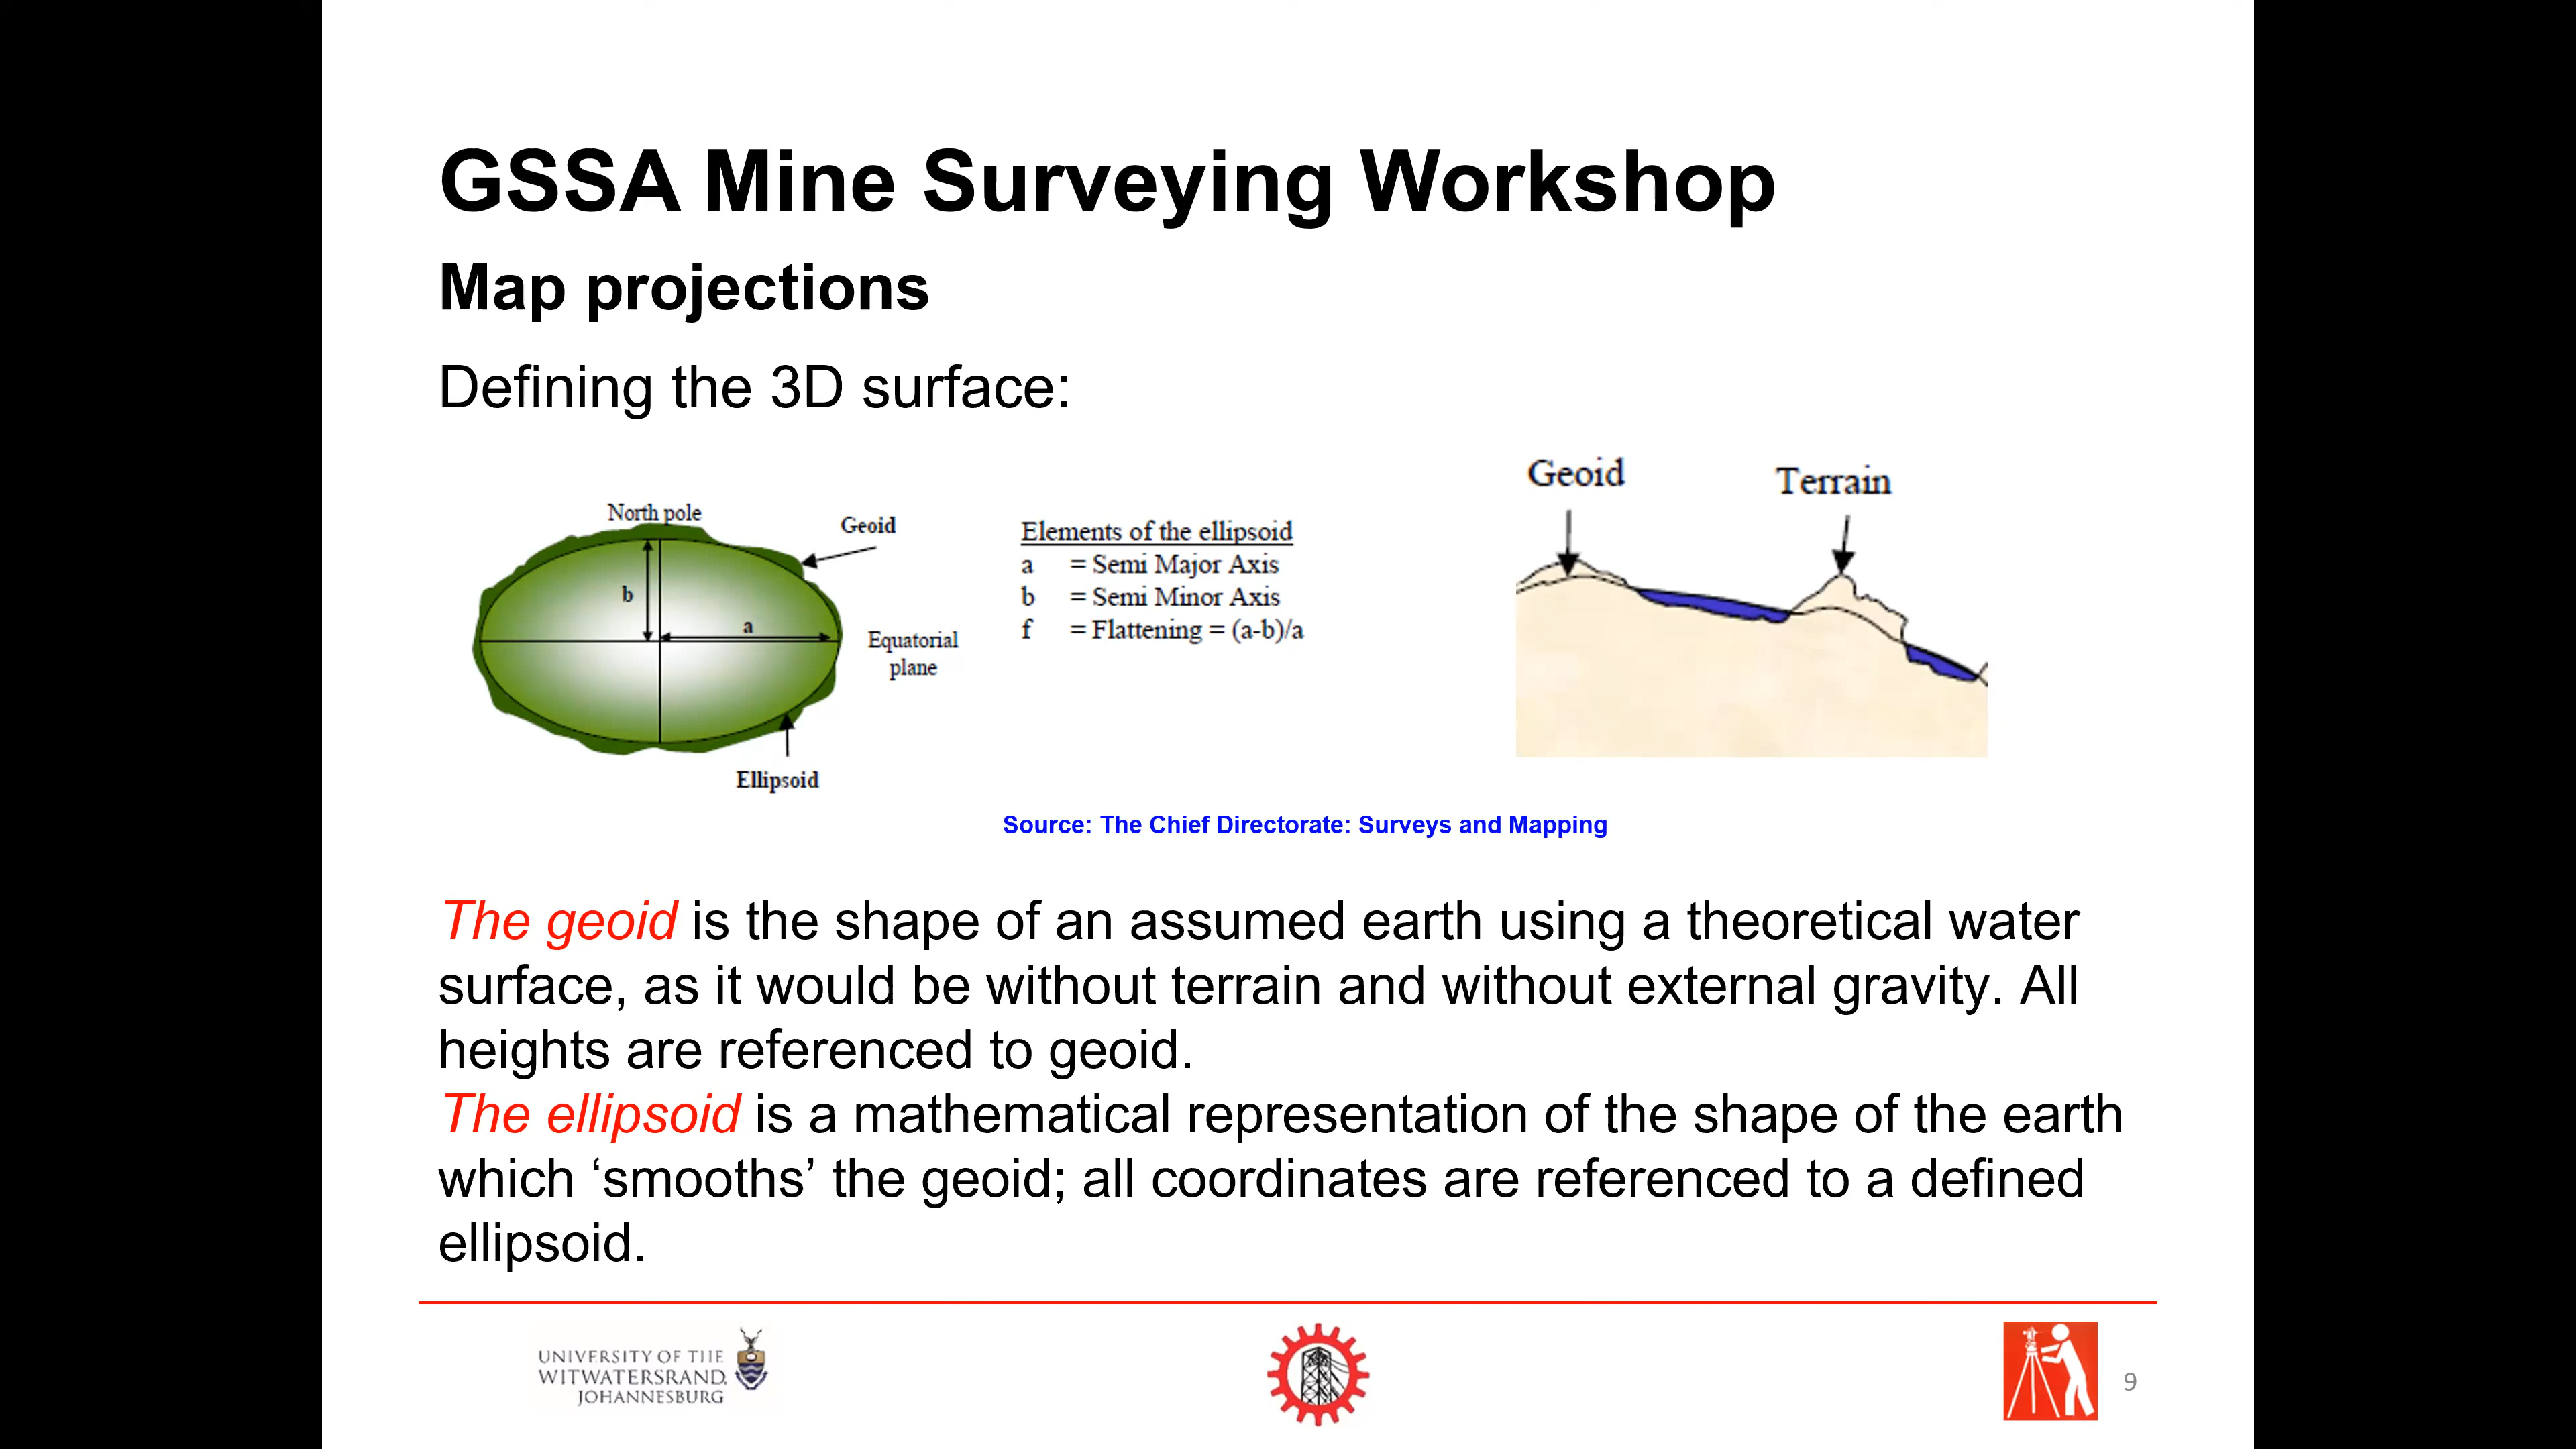 GSSA Mine Surveying Workshop
Map projections
Defining the 3D surface:
North pole
Geoid
b
a
Equatorial
plane
Ellipsoid
Elements of the ellipsoid
a = Semi Major Axis
b = Semi Minor Axis
f = Flattening = (a-b)/a
Geoid
Terrain
Source: The Chief Directorate: Surveys and Mapping
The geoid is the shape of an assumed earth using a theoretical water
surface, as it would be without terrain and without external gravity. All
heights are referenced to geoid.
The ellipsoid is a mathematical representation of the shape of the earth
which ‘smooths’ the geoid; all coordinates are referenced to a defined
ellipsoid.
UNIVERSITY OF THE
WITWATERSRAND,
JOHANNESBURG
9